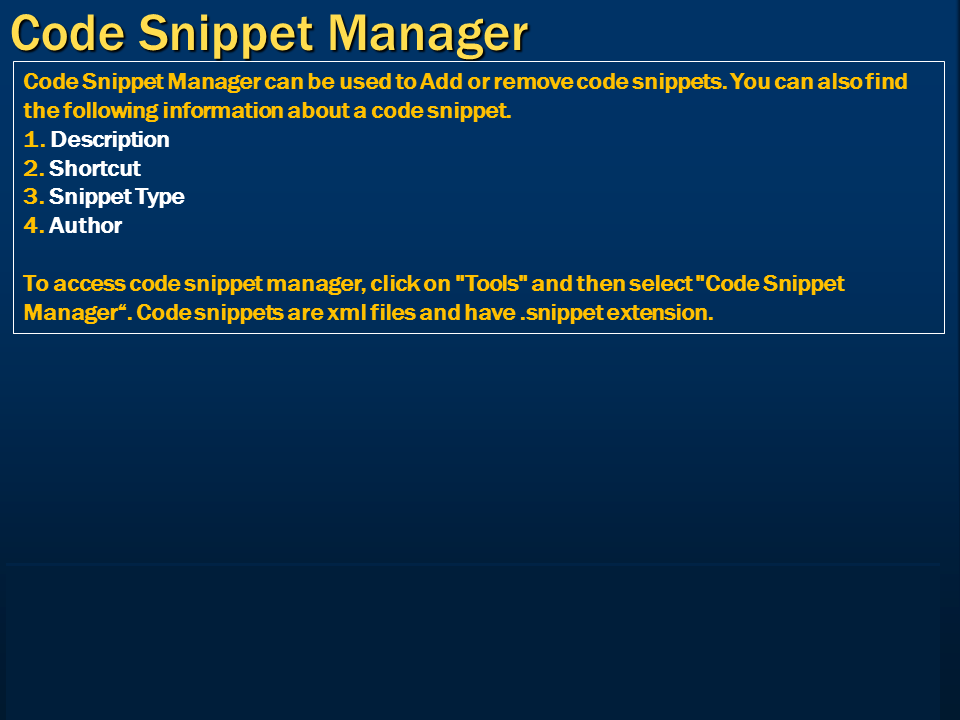 Code Snippet Manager
Code Snippet Manager can be used to Add or remove code snippets. You can also find
the following information about a code snippet.
1. Description
2. Shortcut
3. Snippet Type
4. Author
To access code snippet manager, click on "Tools" and then select "Code Snippet
Manager“. Code snippets are xml files and have .snippet extension.